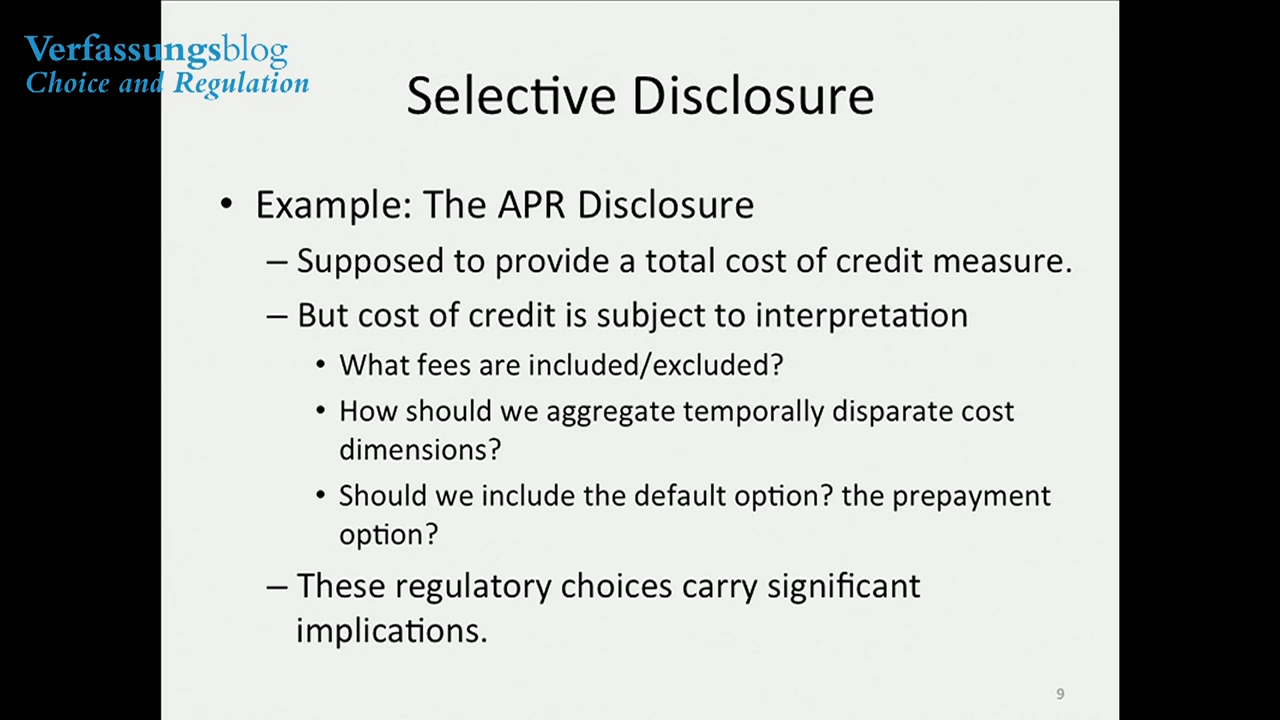 Verfassungsblog
Choice and Regulation
Selective Disclosure
• Example: The APR Disclosure
– Supposed to provide a total cost of credit measure.
– But cost of credit is subject to interpretation
• What fees are included/excluded?
• How should we aggregate temporally disparate cost
dimensions?
• Should we include the default option? the prepayment
option?
– These regulatory choices carry significant
implications.
9